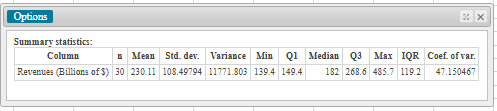 Options
Summary statistics:
Column n Mean Std. dev. Variance Min Q1 Median Q3 Max IQR Coef. of var.
Revenues (Billions of $) 30 230.11 108.49794 11771.803 139.4 149.4 182 268.6 485.7 119.2 47.150467